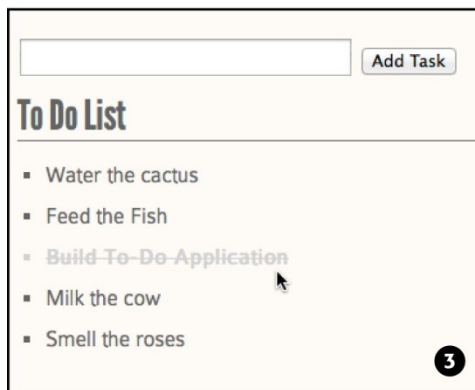 Add Task
To Do List
Water the cactus
Feed the Fish
Build To-Do Application
Milk the cow
Smell the roses
3